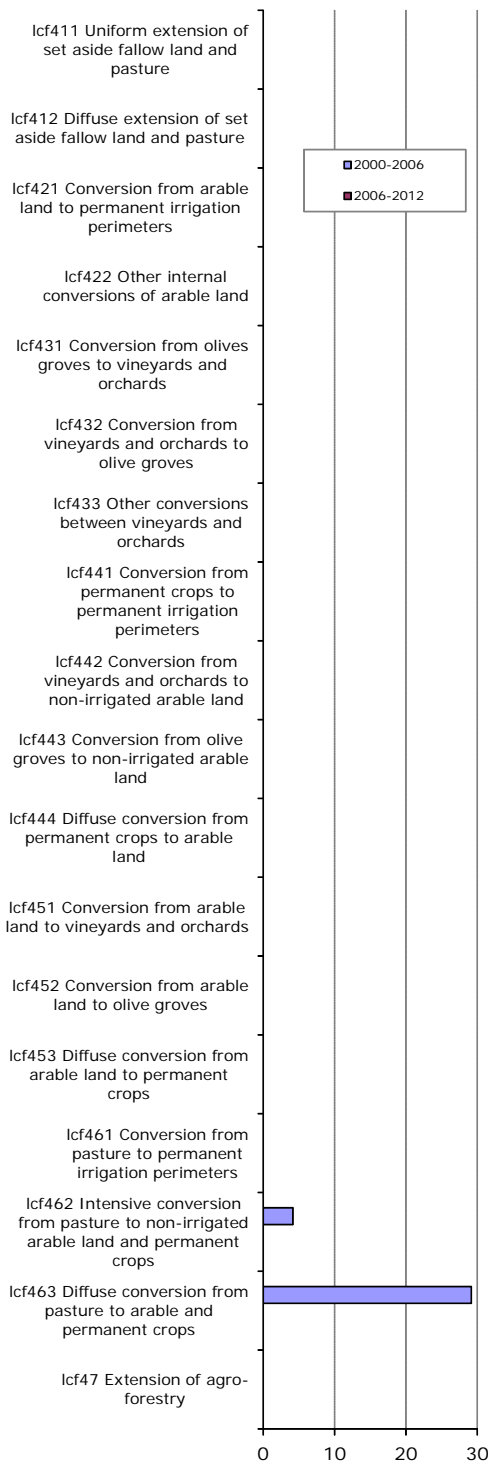 lcf411 Uniform extension of
set aside fallow land and
pasture
lcf412 Diffuse extension of set
aside fallow land and pasture
2000-2006
2006-2012
lcf421 Conversion from arable
land to permanent irrigation
perimeters
lcf422 Other internal
conversions of arable land
lcf431 Conversion from olives
groves to vineyards and
orchards
lcf432 Conversion from
vineyards and orchards to
olive groves
lcf433 Other conversions
between vineyards and
orchards
lcf441 Conversion from
permanent crops to
permanent irrigation
perimeters
lcf442 Conversion from
vineyards and orchards to
non-irrigated arable land
lcf443 Conversion from olive
groves to non-irrigated arable
land
lcf444 Diffuse conversion from
permanent crops to arable
land
lcf451 Conversion from arable
land to vineyards and orchards
lcf452 Conversion from arable
land to olive groves
lcf453 Diffuse conversion from
arable land to permanent
crops
lcf461 Conversion from
pasture to permanent
irrigation perimeters
lcf462 Intensive conversion
from pasture to non-irrigated
arable land and permanent
crops
lcf463 Diffuse conversion from
pasture to arable and
permanent crops
lcf47 Extension of agro-
forestry
0 10 20 30